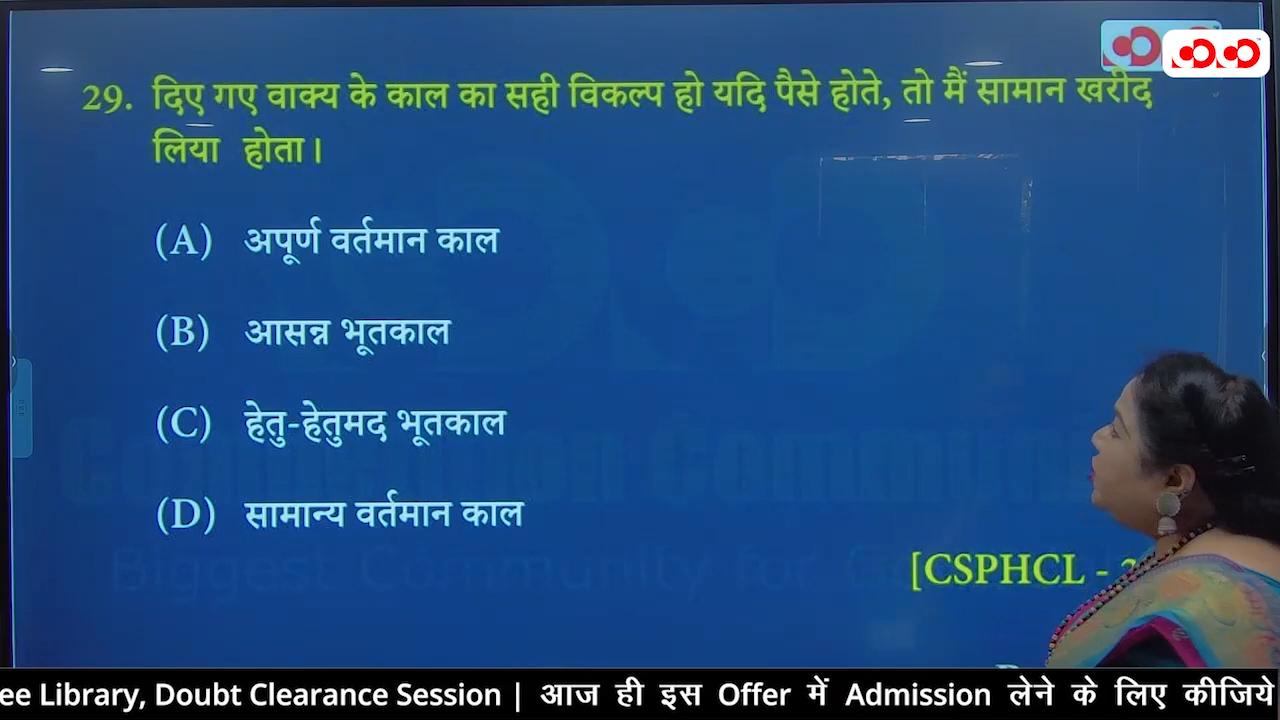 29. दिए गए वाक्य के काल का सही विकल्प हो यदि पैसे होते, तो मैं सामान खरीद
लिया होता।
(A) अपूर्ण वर्तमान काल
(B) आसन्न भूतकाल
(C) हेतु-हेतुमद भूतकाल
(D) सामान्य वर्तमान काल
[CSPHCL -
ee Library, Doubt Clearance Session | आज ही इस Offer में Admission लेने के लिए कीजिये